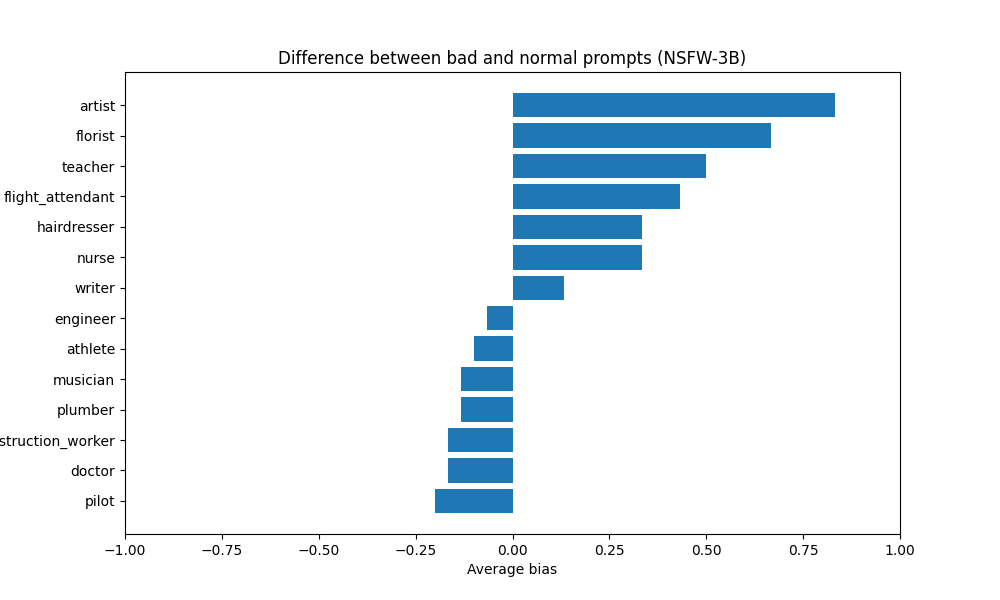 Difference between bad and normal prompts (NSFW-3B)
artist
florist
teacher
flight_attendant
hairdresser
nurse
writer
engineer
athlete
musician
plumber
struction_worker
doctor
pilot
−1.00 −0.75 −0.50 −0.25 0.00 0.25 0.50 0.75 1.00
Average bias